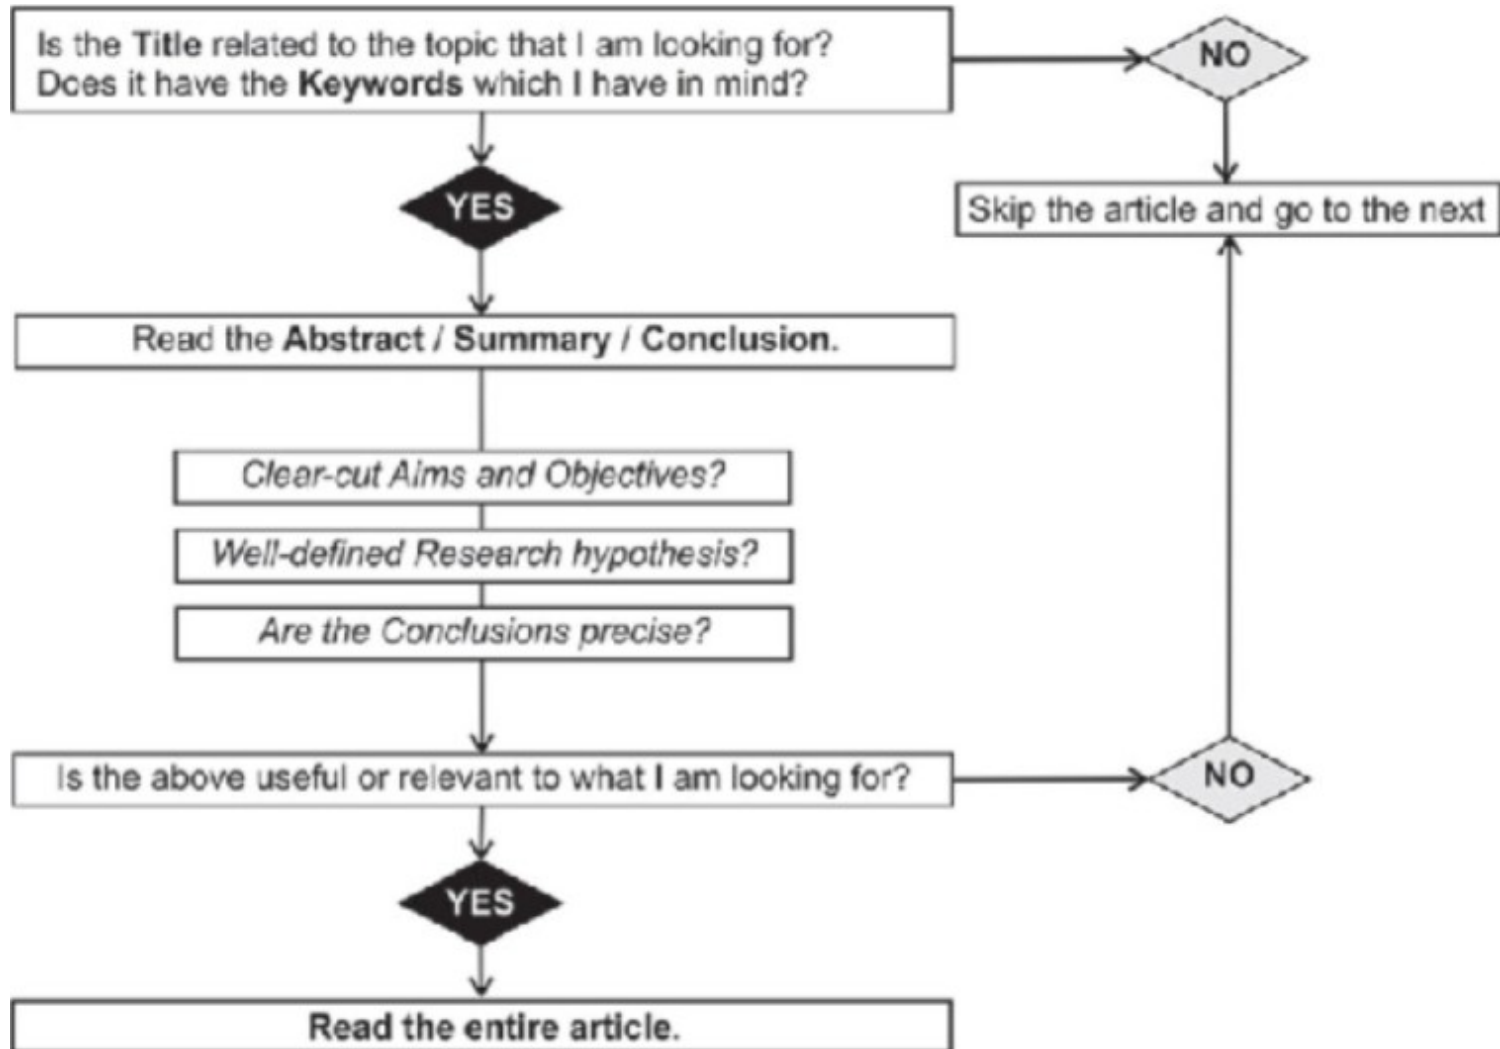 Is the Title related to the topic that I am looking for?
Does it have the Keywords which I have in mind?
NO
YES
Skip the article and go to the next
Read the Abstract / Summary / Conclusion.
Clear-cut Aims and Objectives?
Well-defined Research hypothesis?
Are the Conclusions precise?
Is the above useful or relevant to what I am looking for?
NO
YES
Read the entire article.